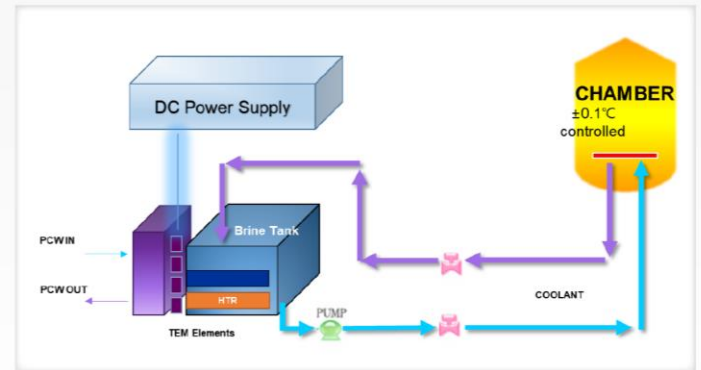 DC Power Supply
CHAMBER
±0.1℃
controlled
Brine Tank
PCWIN
PCWOUT
HTR
TEM Elements
PUMP
COOLANT